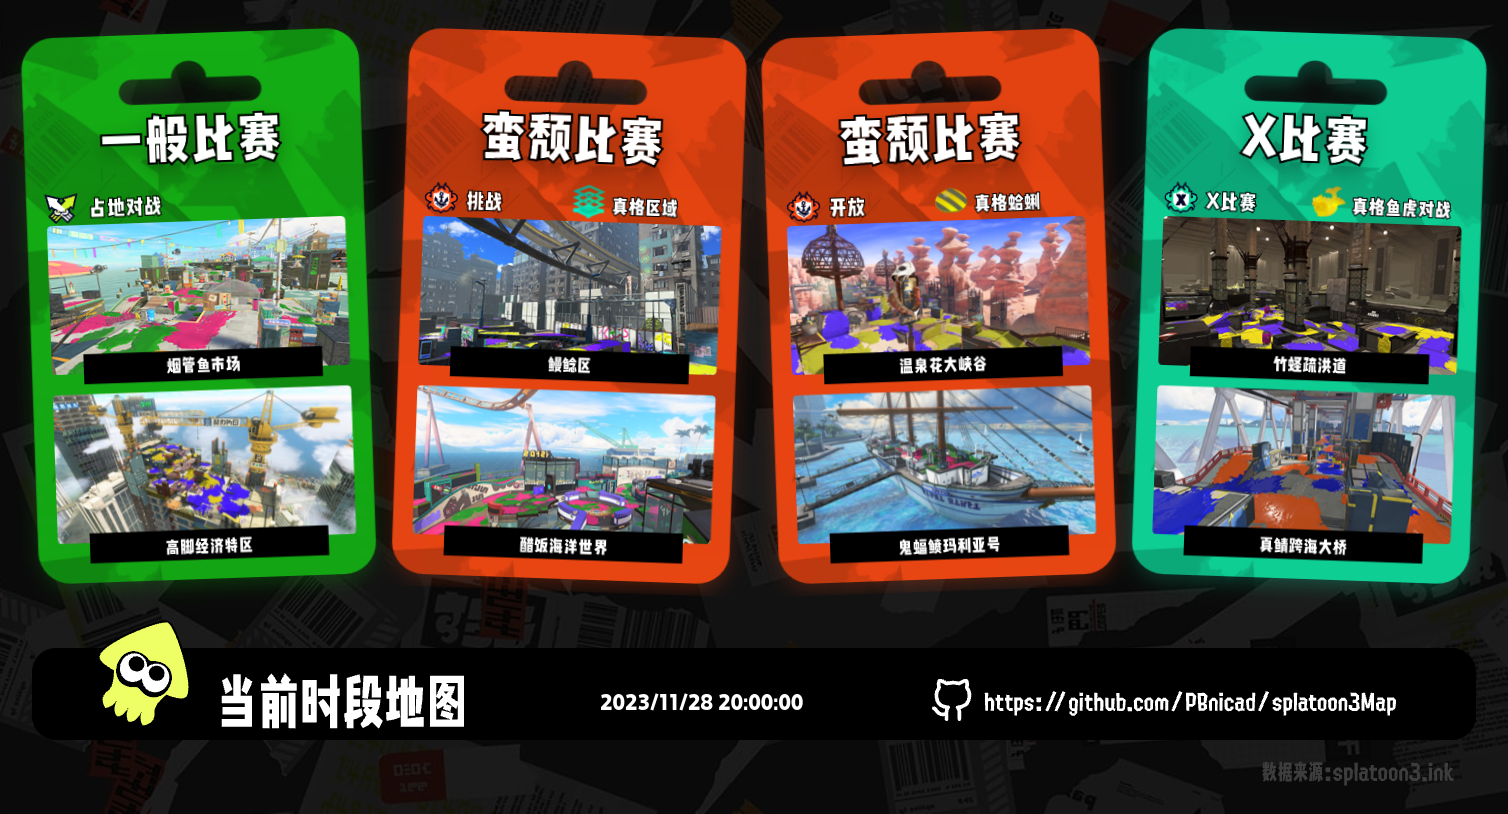 一般比赛
占地对战
烟管鱼市场
高脚经济特区
蛮颓比赛
挑战
真格区域
鳗鲶区
醋饭海洋世界
蛮颓比赛
开放
真格蛤蜊
温泉花大峡谷
鬼蝠鲼玛利亚号
X比赛
X比赛
真格鱼虎对战
竹蛏疏洪道
真鲭跨海大桥
当前时段地图
2023/11/28 20:00:00
https://github.com/PBnicad/splatoon3Map
数据来源:splatoon3.ink